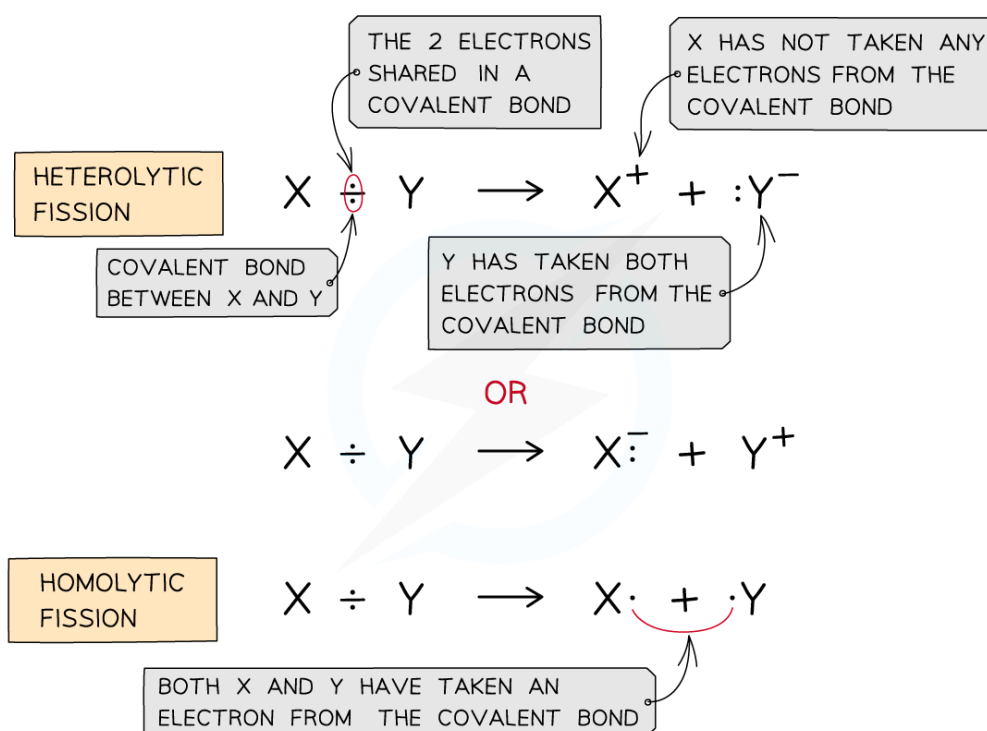 THE 2 ELECTRONS
SHARED IN A
COVALENT BOND
X HAS NOT TAKEN ANY
ELECTRONS FROM THE
COVALENT BOND
HETEROLYTIC
FISSION
X ÷ Y ⟶ X⁺ + :Y⁻
COVALENT BOND
BETWEEN X AND Y
Y HAS TAKEN BOTH
ELECTRONS FROM THE
COVALENT BOND
OR
X ÷ Y ⟶ X:⁻ + Y⁺
HOMOLYTIC
FISSION
X ÷ Y ⟶ X· + ·Y
BOTH X AND Y HAVE TAKEN AN
ELECTRON FROM THE COVALENT BOND